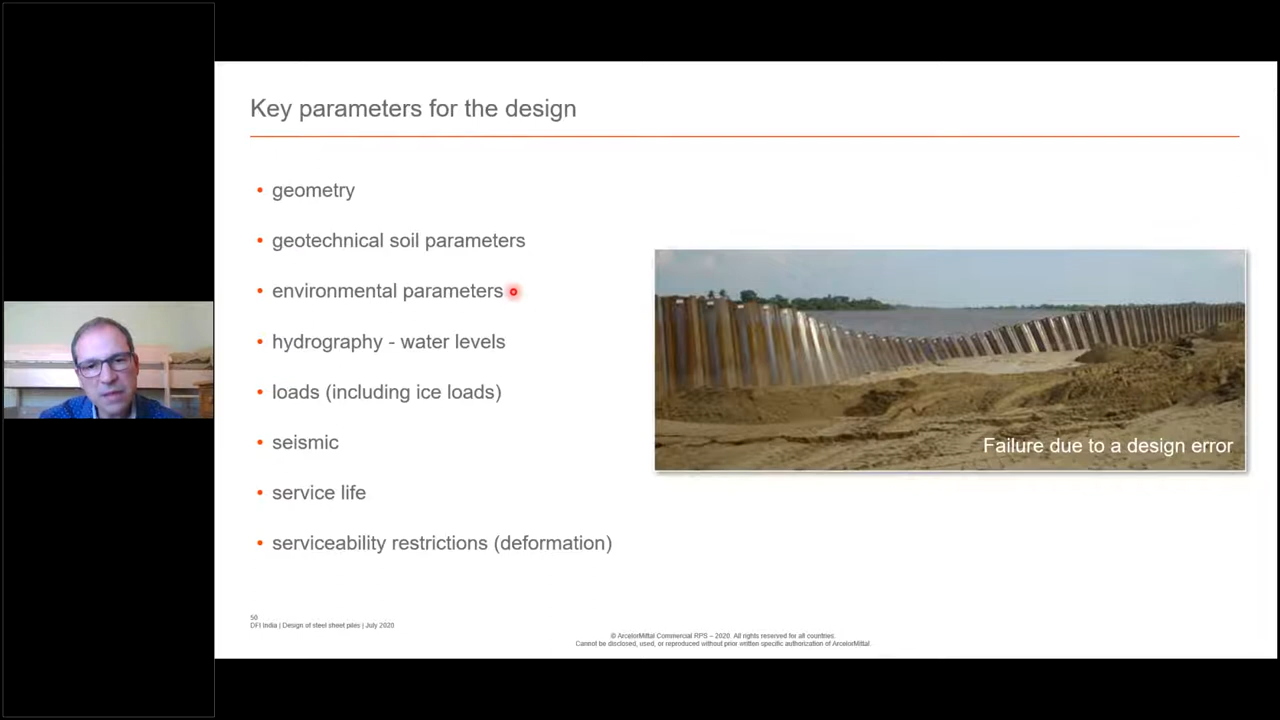 Key parameters for the design
• geometry
• geotechnical soil parameters
• environmental parameters
• hydrography - water levels
• loads (including ice loads)
• seismic
• service life
• serviceability restrictions (deformation)
Failure due to a design error
50
DFI India | Design of steel sheet piles | July 2020
© ArcelorMittal Commercial RPS – 2020 All rights reserved for all countries.
Cannot be disclosed, used, or reproduced without prior written specific authorization of ArcelorMittal.